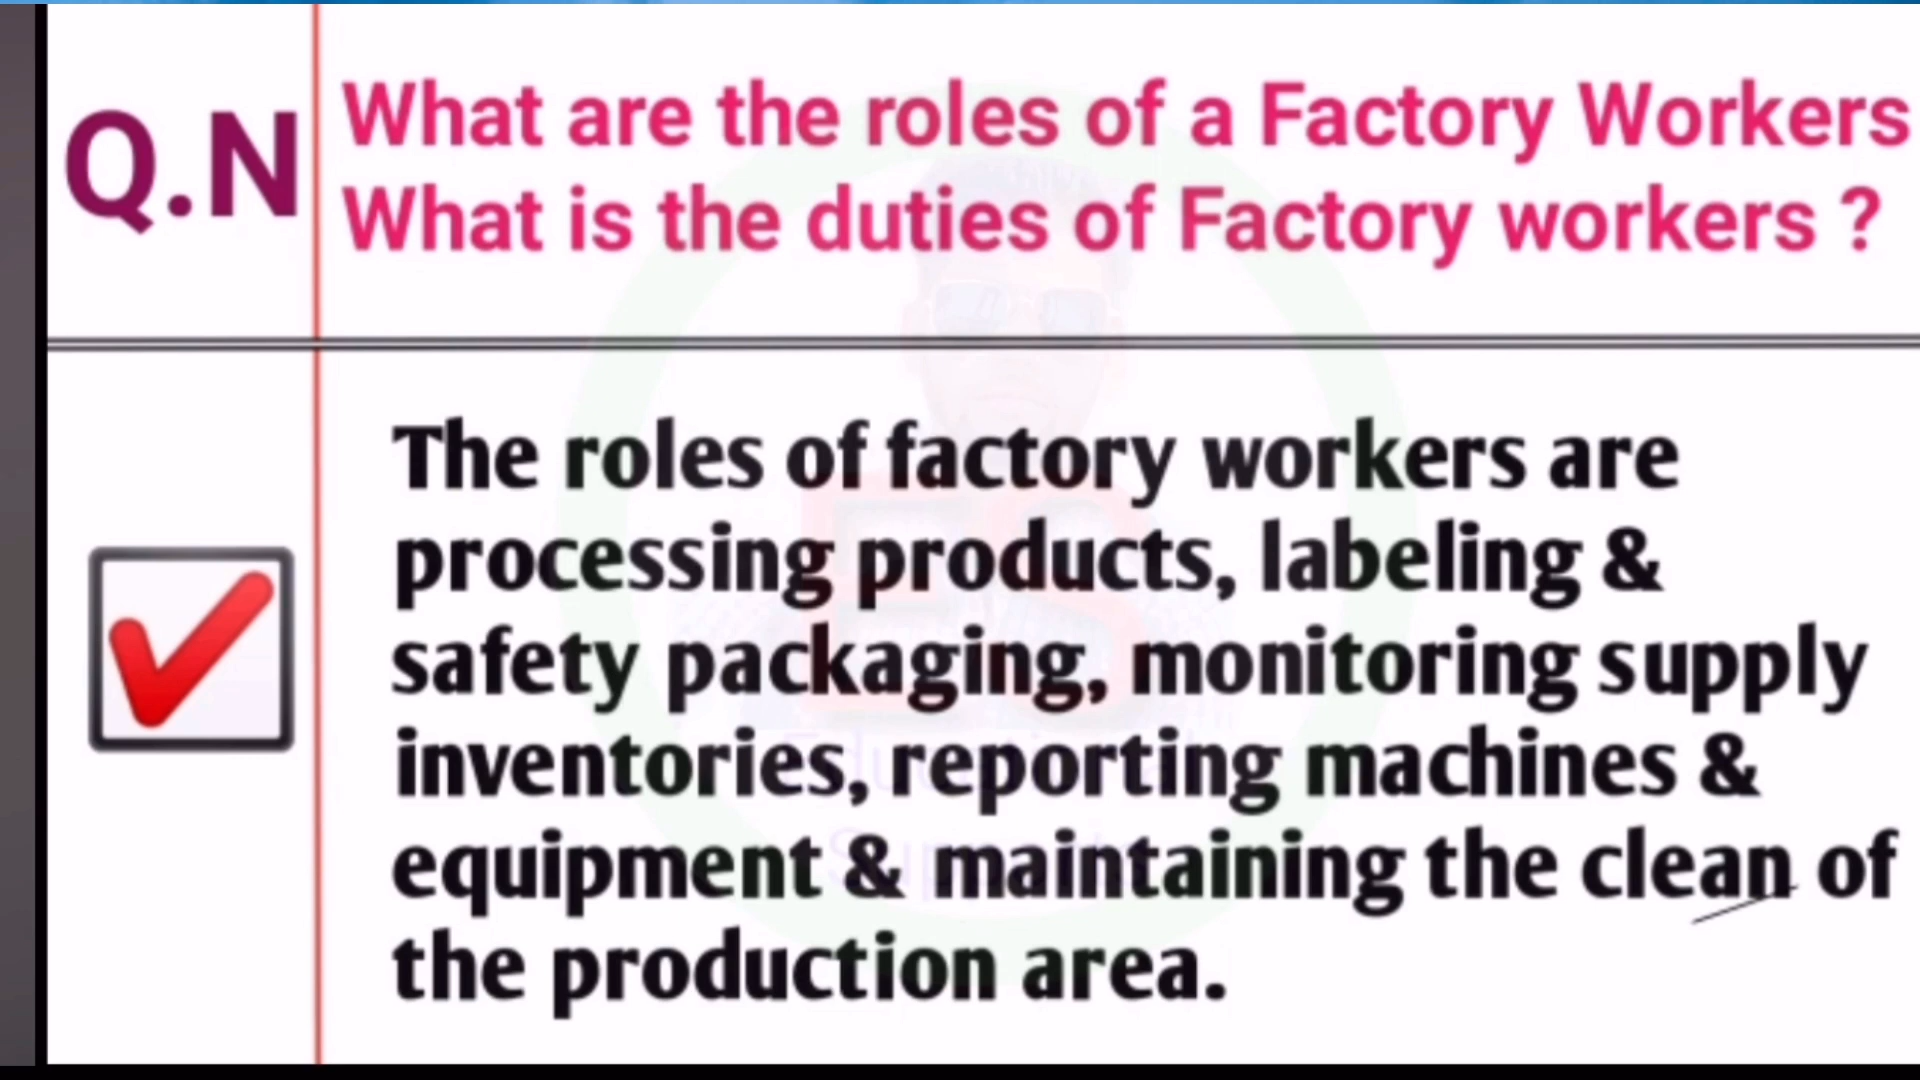 Q.N
What are the roles of a Factory Workers
What is the duties of Factory workers ?
The roles of factory workers are
processing products, labeling &
safety packaging, monitoring supply
inventories, reporting machines &
equipment & maintaining the clean of
the production area.